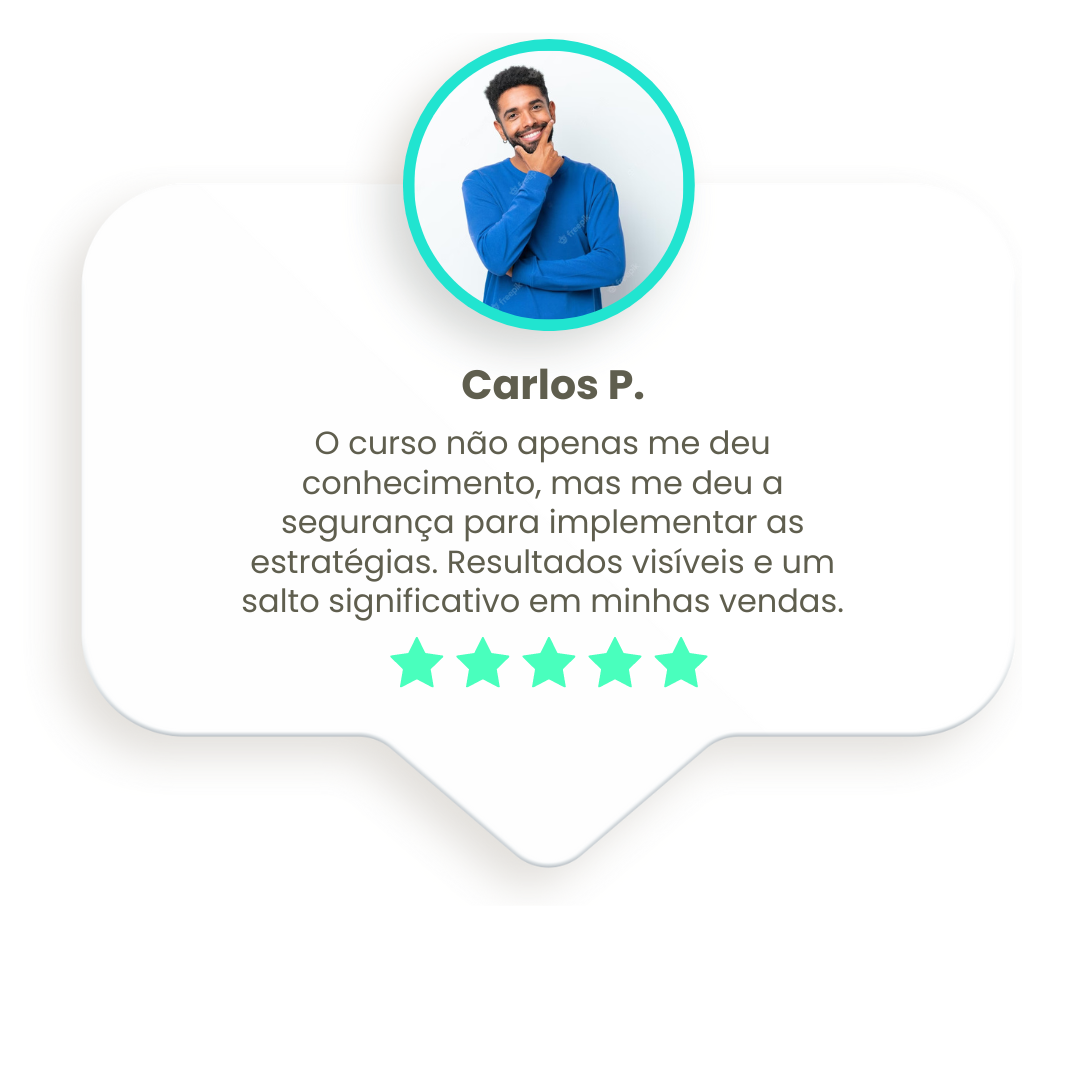 Carlos P.
O curso não apenas me deu
conhecimento, mas me deu a
segurança para implementar as
estratégias. Resultados visíveis e um
salto significativo em minhas vendas.